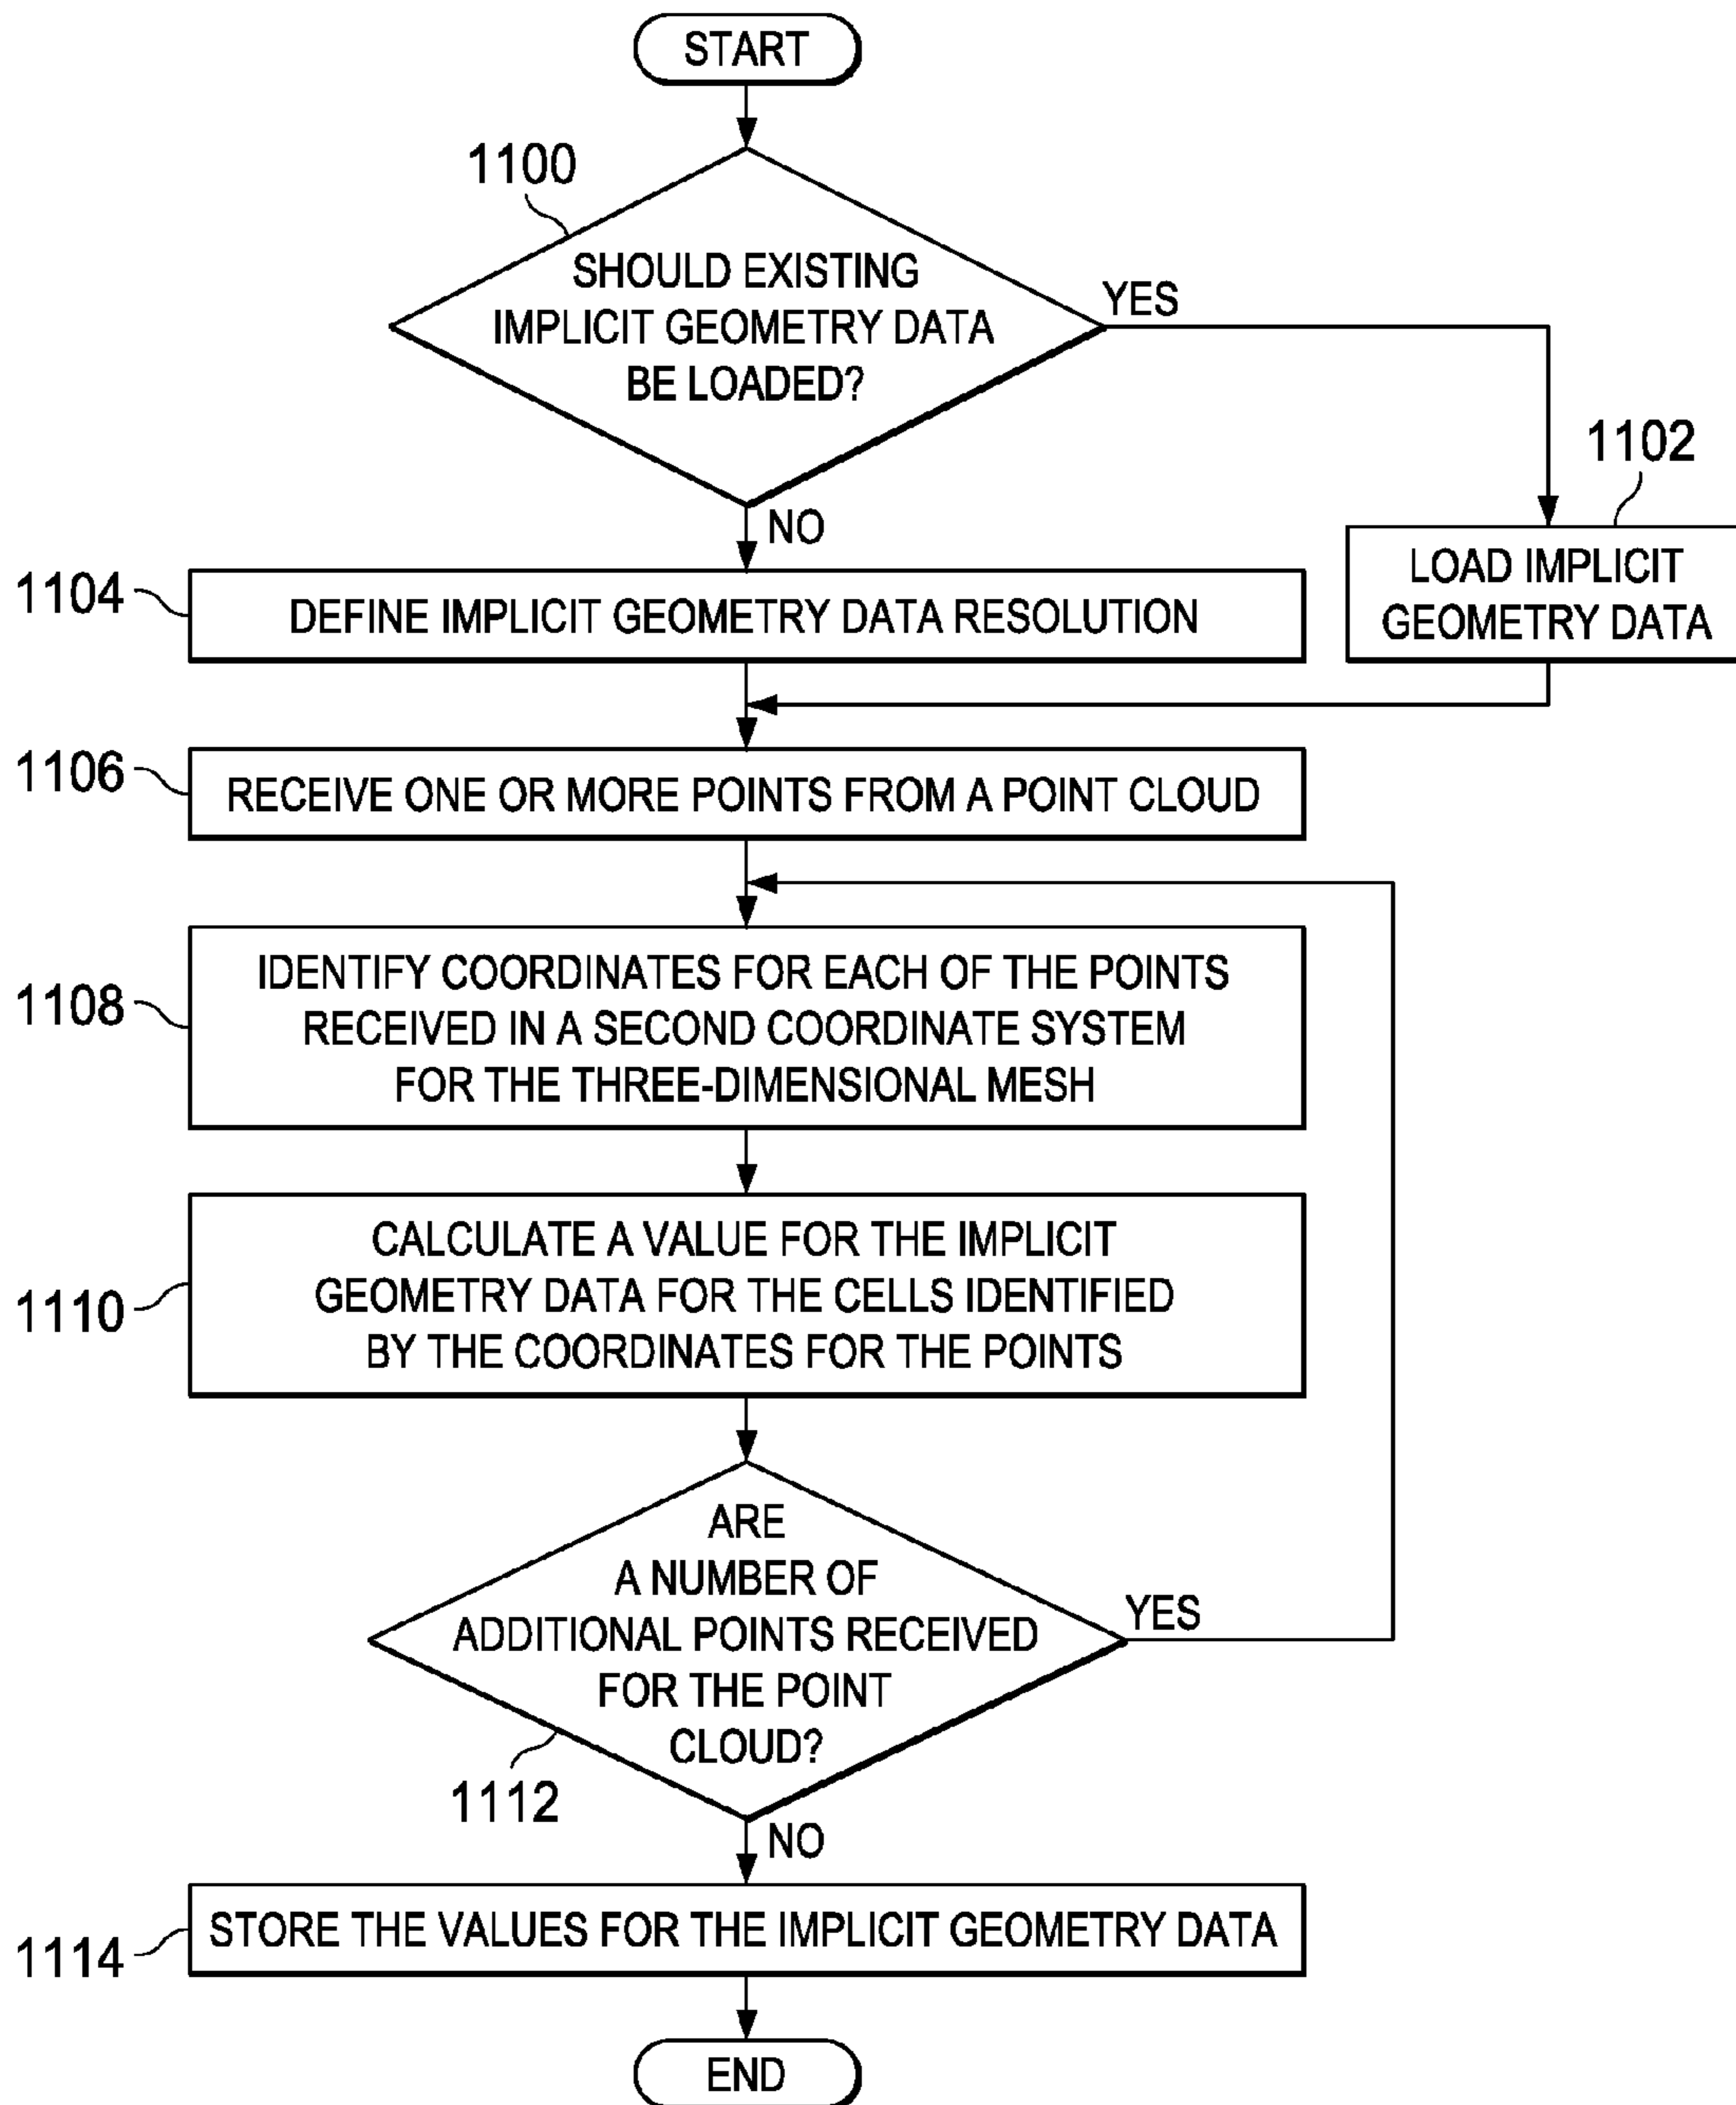 START
1100
SHOULD EXISTING
IMPLICIT GEOMETRY DATA
BE LOADED?
YES
NO
1102
LOAD IMPLICIT
GEOMETRY DATA
1104
DEFINE IMPLICIT GEOMETRY DATA RESOLUTION
1106
RECEIVE ONE OR MORE POINTS FROM A POINT CLOUD
1108
IDENTIFY COORDINATES FOR EACH OF THE POINTS
RECEIVED IN A SECOND COORDINATE SYSTEM
FOR THE THREE-DIMENSIONAL MESH
1110
CALCULATE A VALUE FOR THE IMPLICIT
GEOMETRY DATA FOR THE CELLS IDENTIFIED
BY THE COORDINATES FOR THE POINTS
ARE
A NUMBER OF
ADDITIONAL POINTS RECEIVED
FOR THE POINT
CLOUD?
YES
1112
NO
1114
STORE THE VALUES FOR THE IMPLICIT GEOMETRY DATA
END